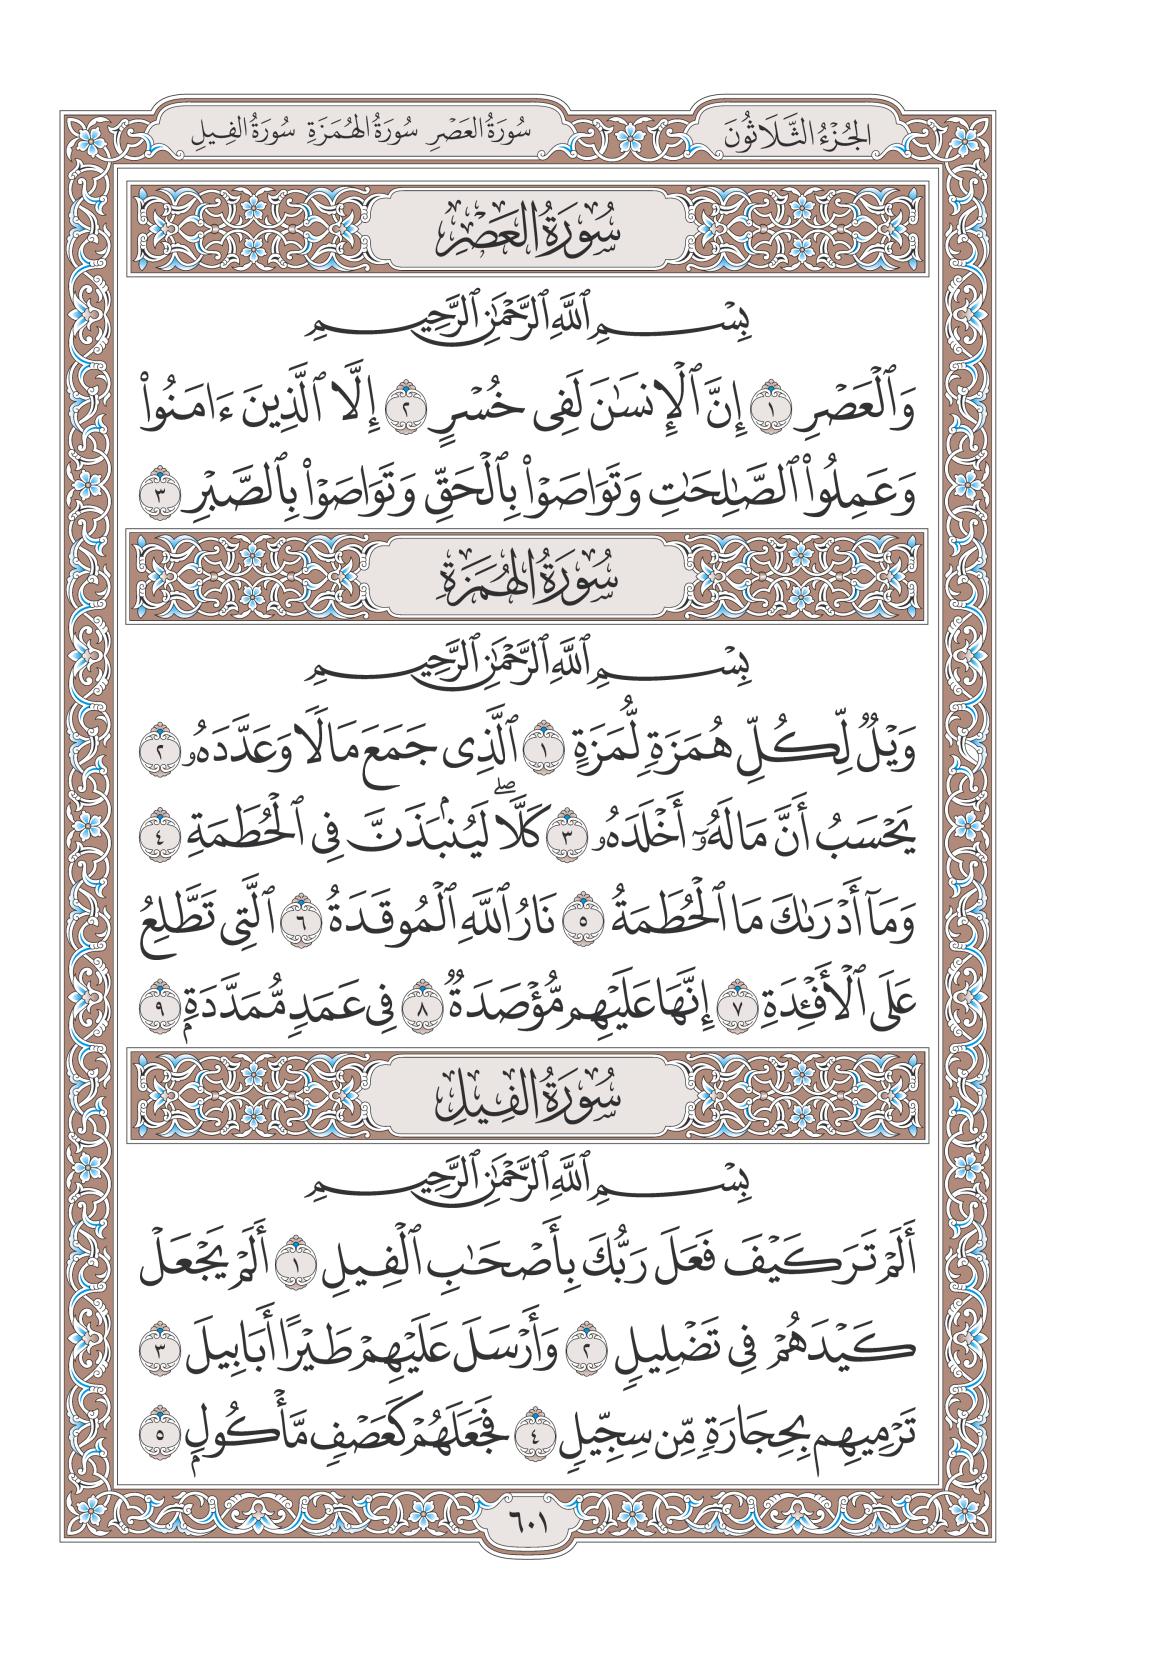 الجُزْءُ الثَّلَاثُونَ
سُورَةُ العَصْرِ سُورَةُ الهُمَزَةِ سُورَةُ الفِيلِ
سُورَةُ العَصْرِ
بِسْمِ ٱللَّهِ ٱلرَّحْمَٰنِ ٱلرَّحِيمِ
وَٱلْعَصْرِ ١ إِنَّ ٱلْإِنسَٰنَ لَفِى خُسْرٍ ٢ إِلَّا ٱلَّذِينَ ءَامَنُوا۟
وَعَمِلُوا۟ ٱلصَّٰلِحَٰتِ وَتَوَاصَوْا۟ بِٱلْحَقِّ وَتَوَاصَوْا۟ بِٱلصَّبْرِ ٣
سُورَةُ الهُمَزَةِ
بِسْمِ ٱللَّهِ ٱلرَّحْمَٰنِ ٱلرَّحِيمِ
وَيْلٌ لِّكُلِّ هُمَزَةٍ لُّمَزَةٍ ١ ٱلَّذِى جَمَعَ مَالًا وَعَدَّدَهُۥ ٢
يَحْسَبُ أَنَّ مَالَهُۥٓ أَخْلَدَهُۥ ٣ كَلَّا ۖ لَيُنۢبَذَنَّ فِى ٱلْحُطَمَةِ ٤
وَمَآ أَدْرَىٰكَ مَا ٱلْحُطَمَةُ ٥ نَارُ ٱللَّهِ ٱلْمُوقَدَةُ ٦ ٱلَّتِى تَطَّلِعُ
عَلَى ٱلْأَفْـِٔدَةِ ٧ إِنَّهَا عَلَيْهِم مُّؤْصَدَةٌ ٨ فِى عَمَدٍ مُّمَدَّدَةٍۭ ٩
سُورَةُ الفِيلِ
بِسْمِ ٱللَّهِ ٱلرَّحْمَٰنِ ٱلرَّحِيمِ
أَلَمْ تَرَ كَيْفَ فَعَلَ رَبُّكَ بِأَصْحَٰبِ ٱلْفِيلِ ١ أَلَمْ يَجْعَلْ
كَيْدَهُمْ فِى تَضْلِيلٍ ٢ وَأَرْسَلَ عَلَيْهِمْ طَيْرًا أَبَابِيلَ ٣
تَرْمِيهِم بِحِجَارَةٍ مِّن سِجِّيلٍ ٤ فَجَعَلَهُمْ كَعَصْفٍ مَّأْكُولٍۭ ٥
٦٠١